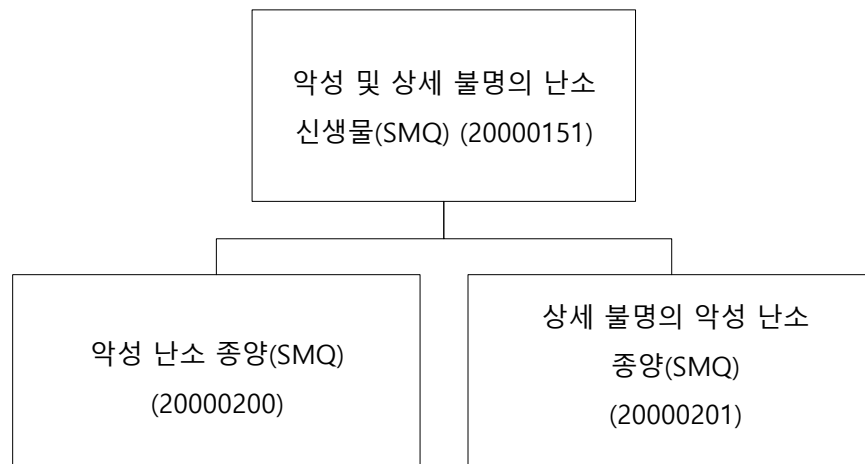 악성 및 상세 불명의 난소
신생물(SMQ) (20000151)
악성 난소 종양(SMQ)
(20000200)
상세 불명의 악성 난소
종양(SMQ)
(20000201)